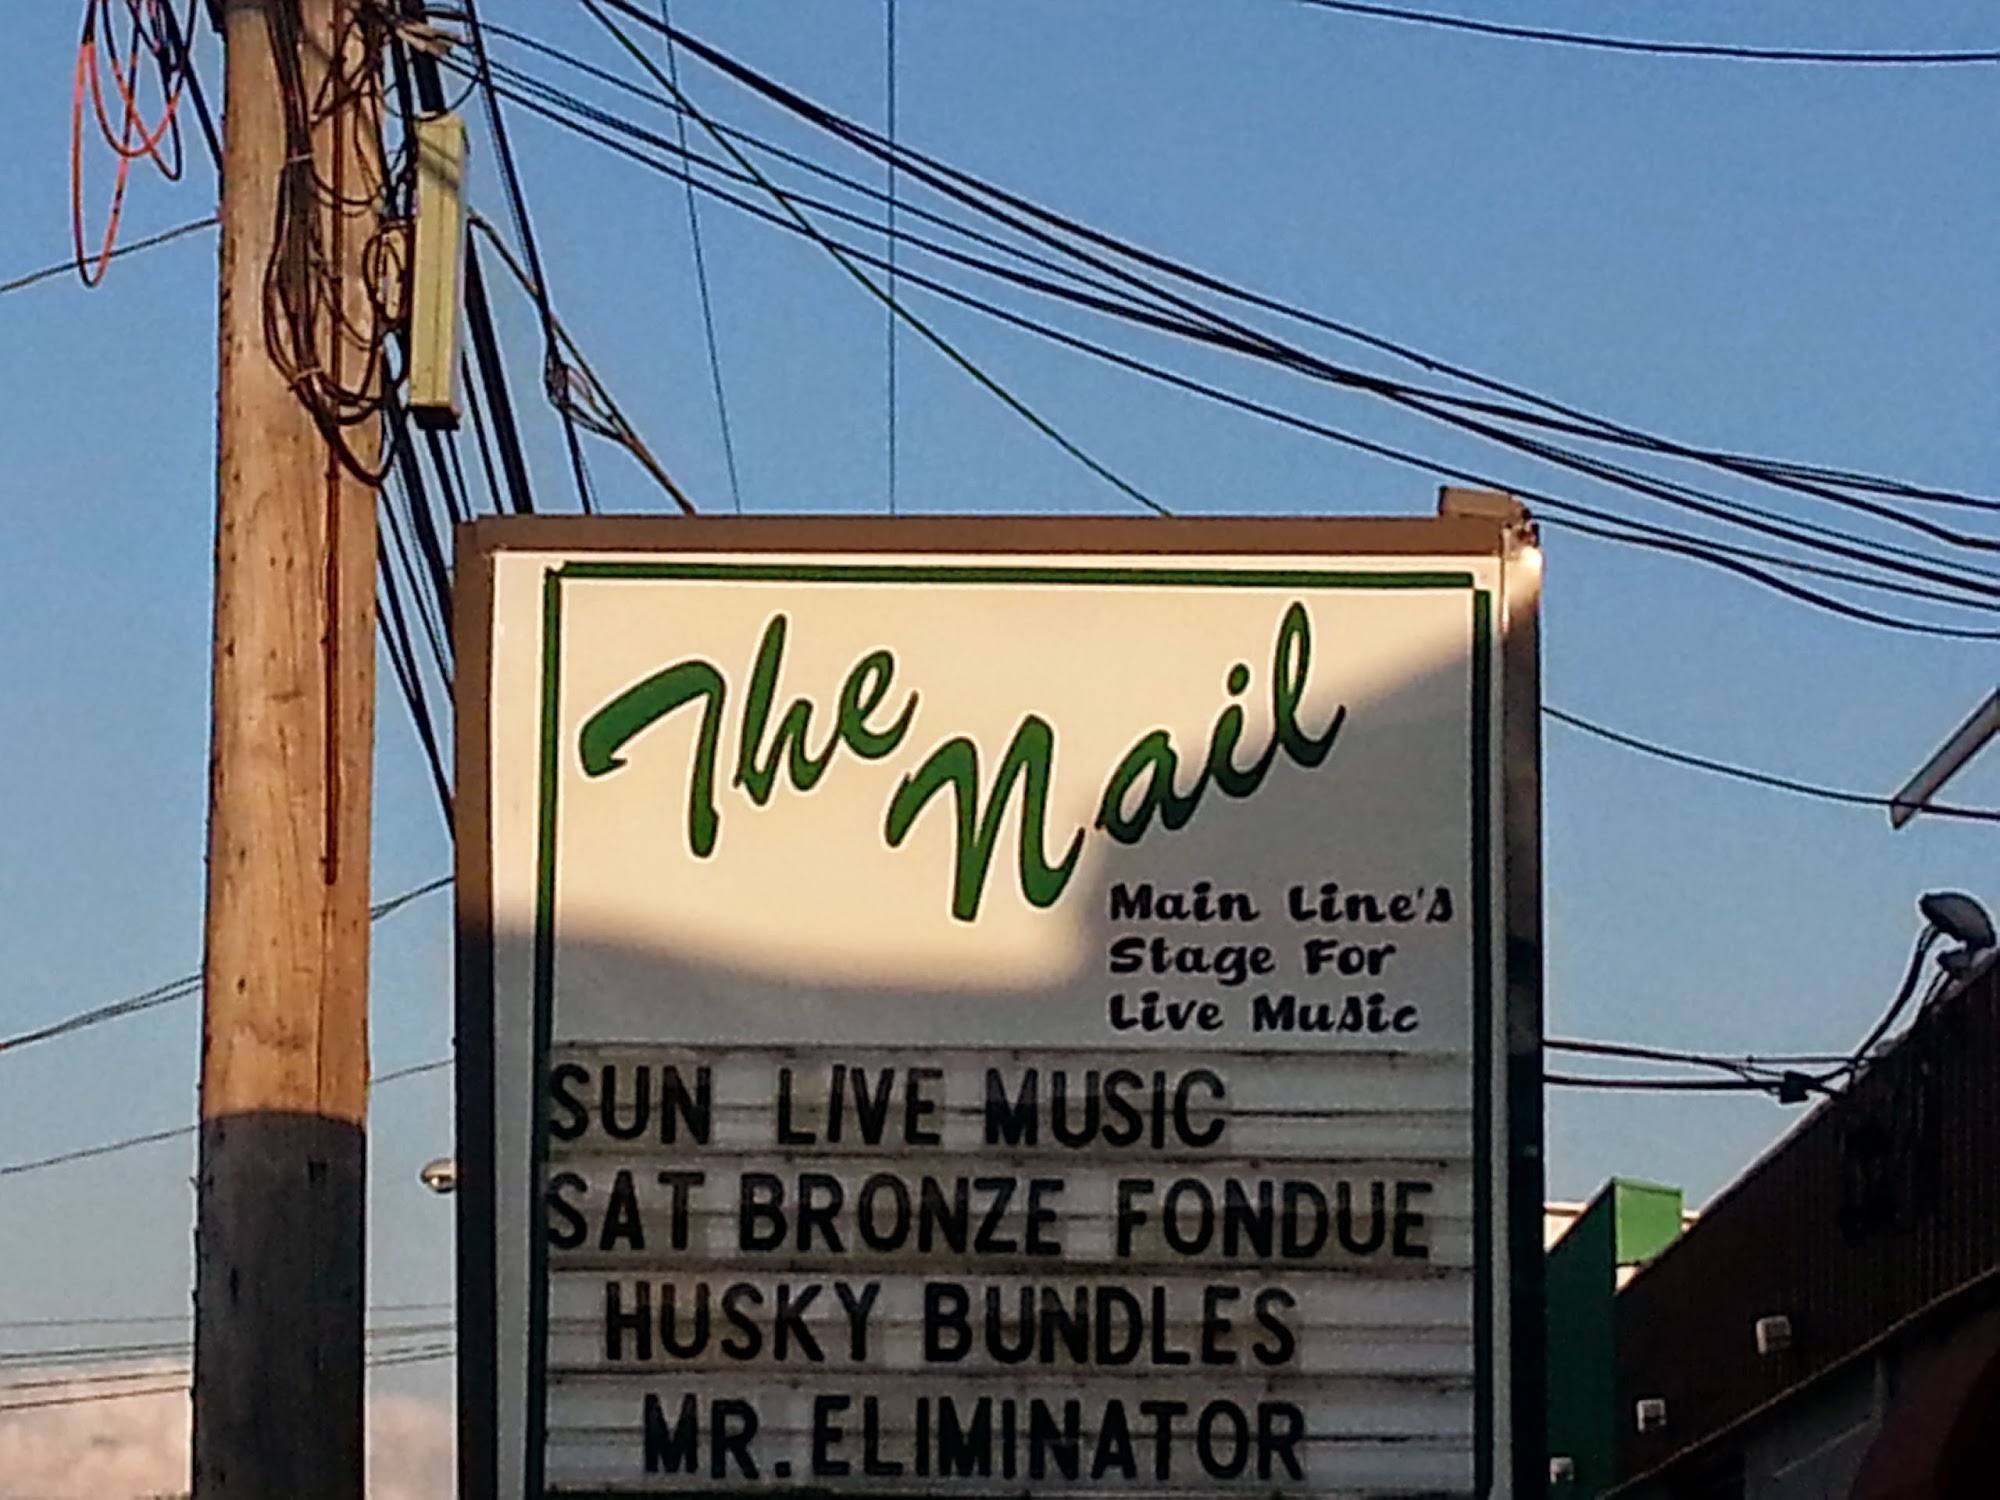 The Nail
Main Line's
Stage For
Live Music
SUN LIVE MUSIC
SAT BRONZE FONDUE
HUSKY BUNDLES
MR. ELIMINATOR